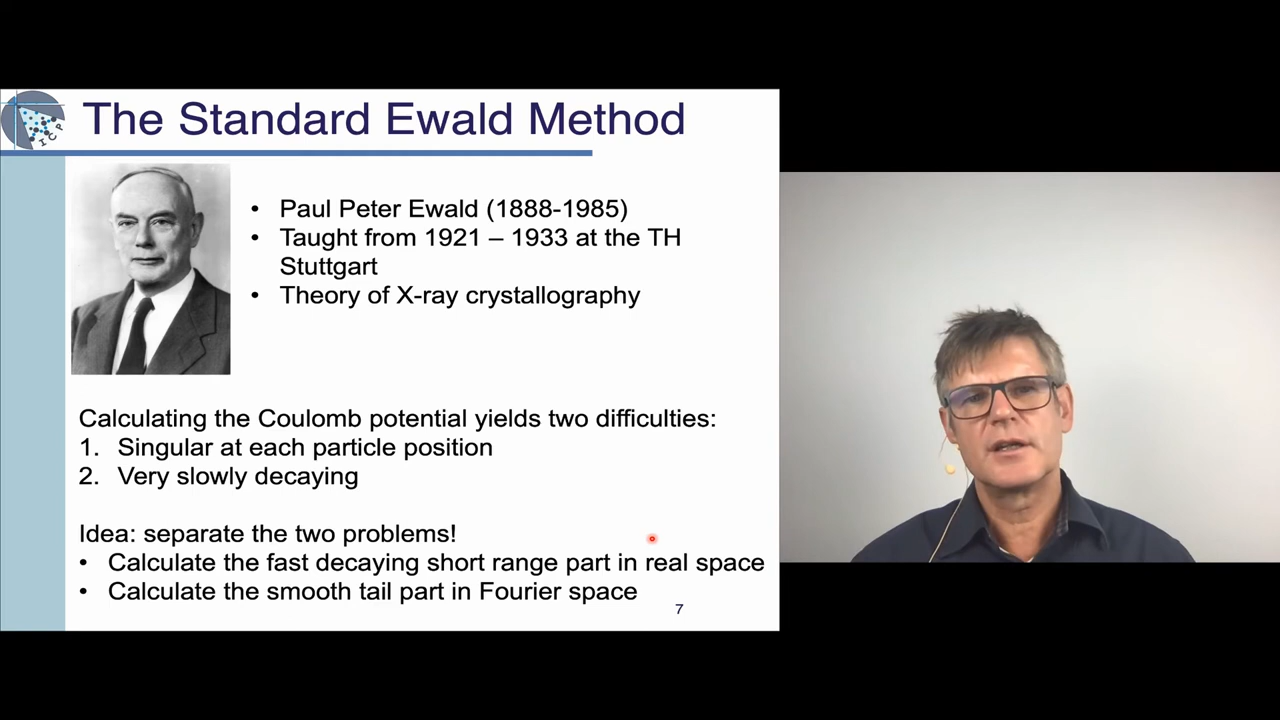 ICP
The Standard Ewald Method
• Paul Peter Ewald (1888-1985)
• Taught from 1921 – 1933 at the TH
Stuttgart
• Theory of X-ray crystallography
Calculating the Coulomb potential yields two difficulties:
1. Singular at each particle position
2. Very slowly decaying
Idea: separate the two problems!
• Calculate the fast decaying short range part in real space
• Calculate the smooth tail part in Fourier space
7